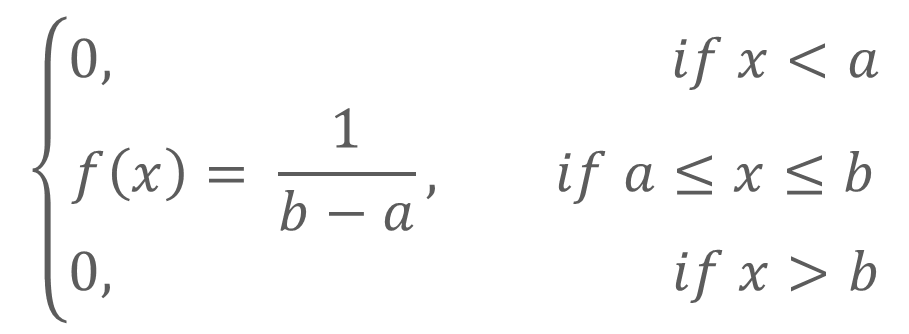 0, if x < a
f(x) = 1/(b − a), if a ≤ x ≤ b
0, if x > b